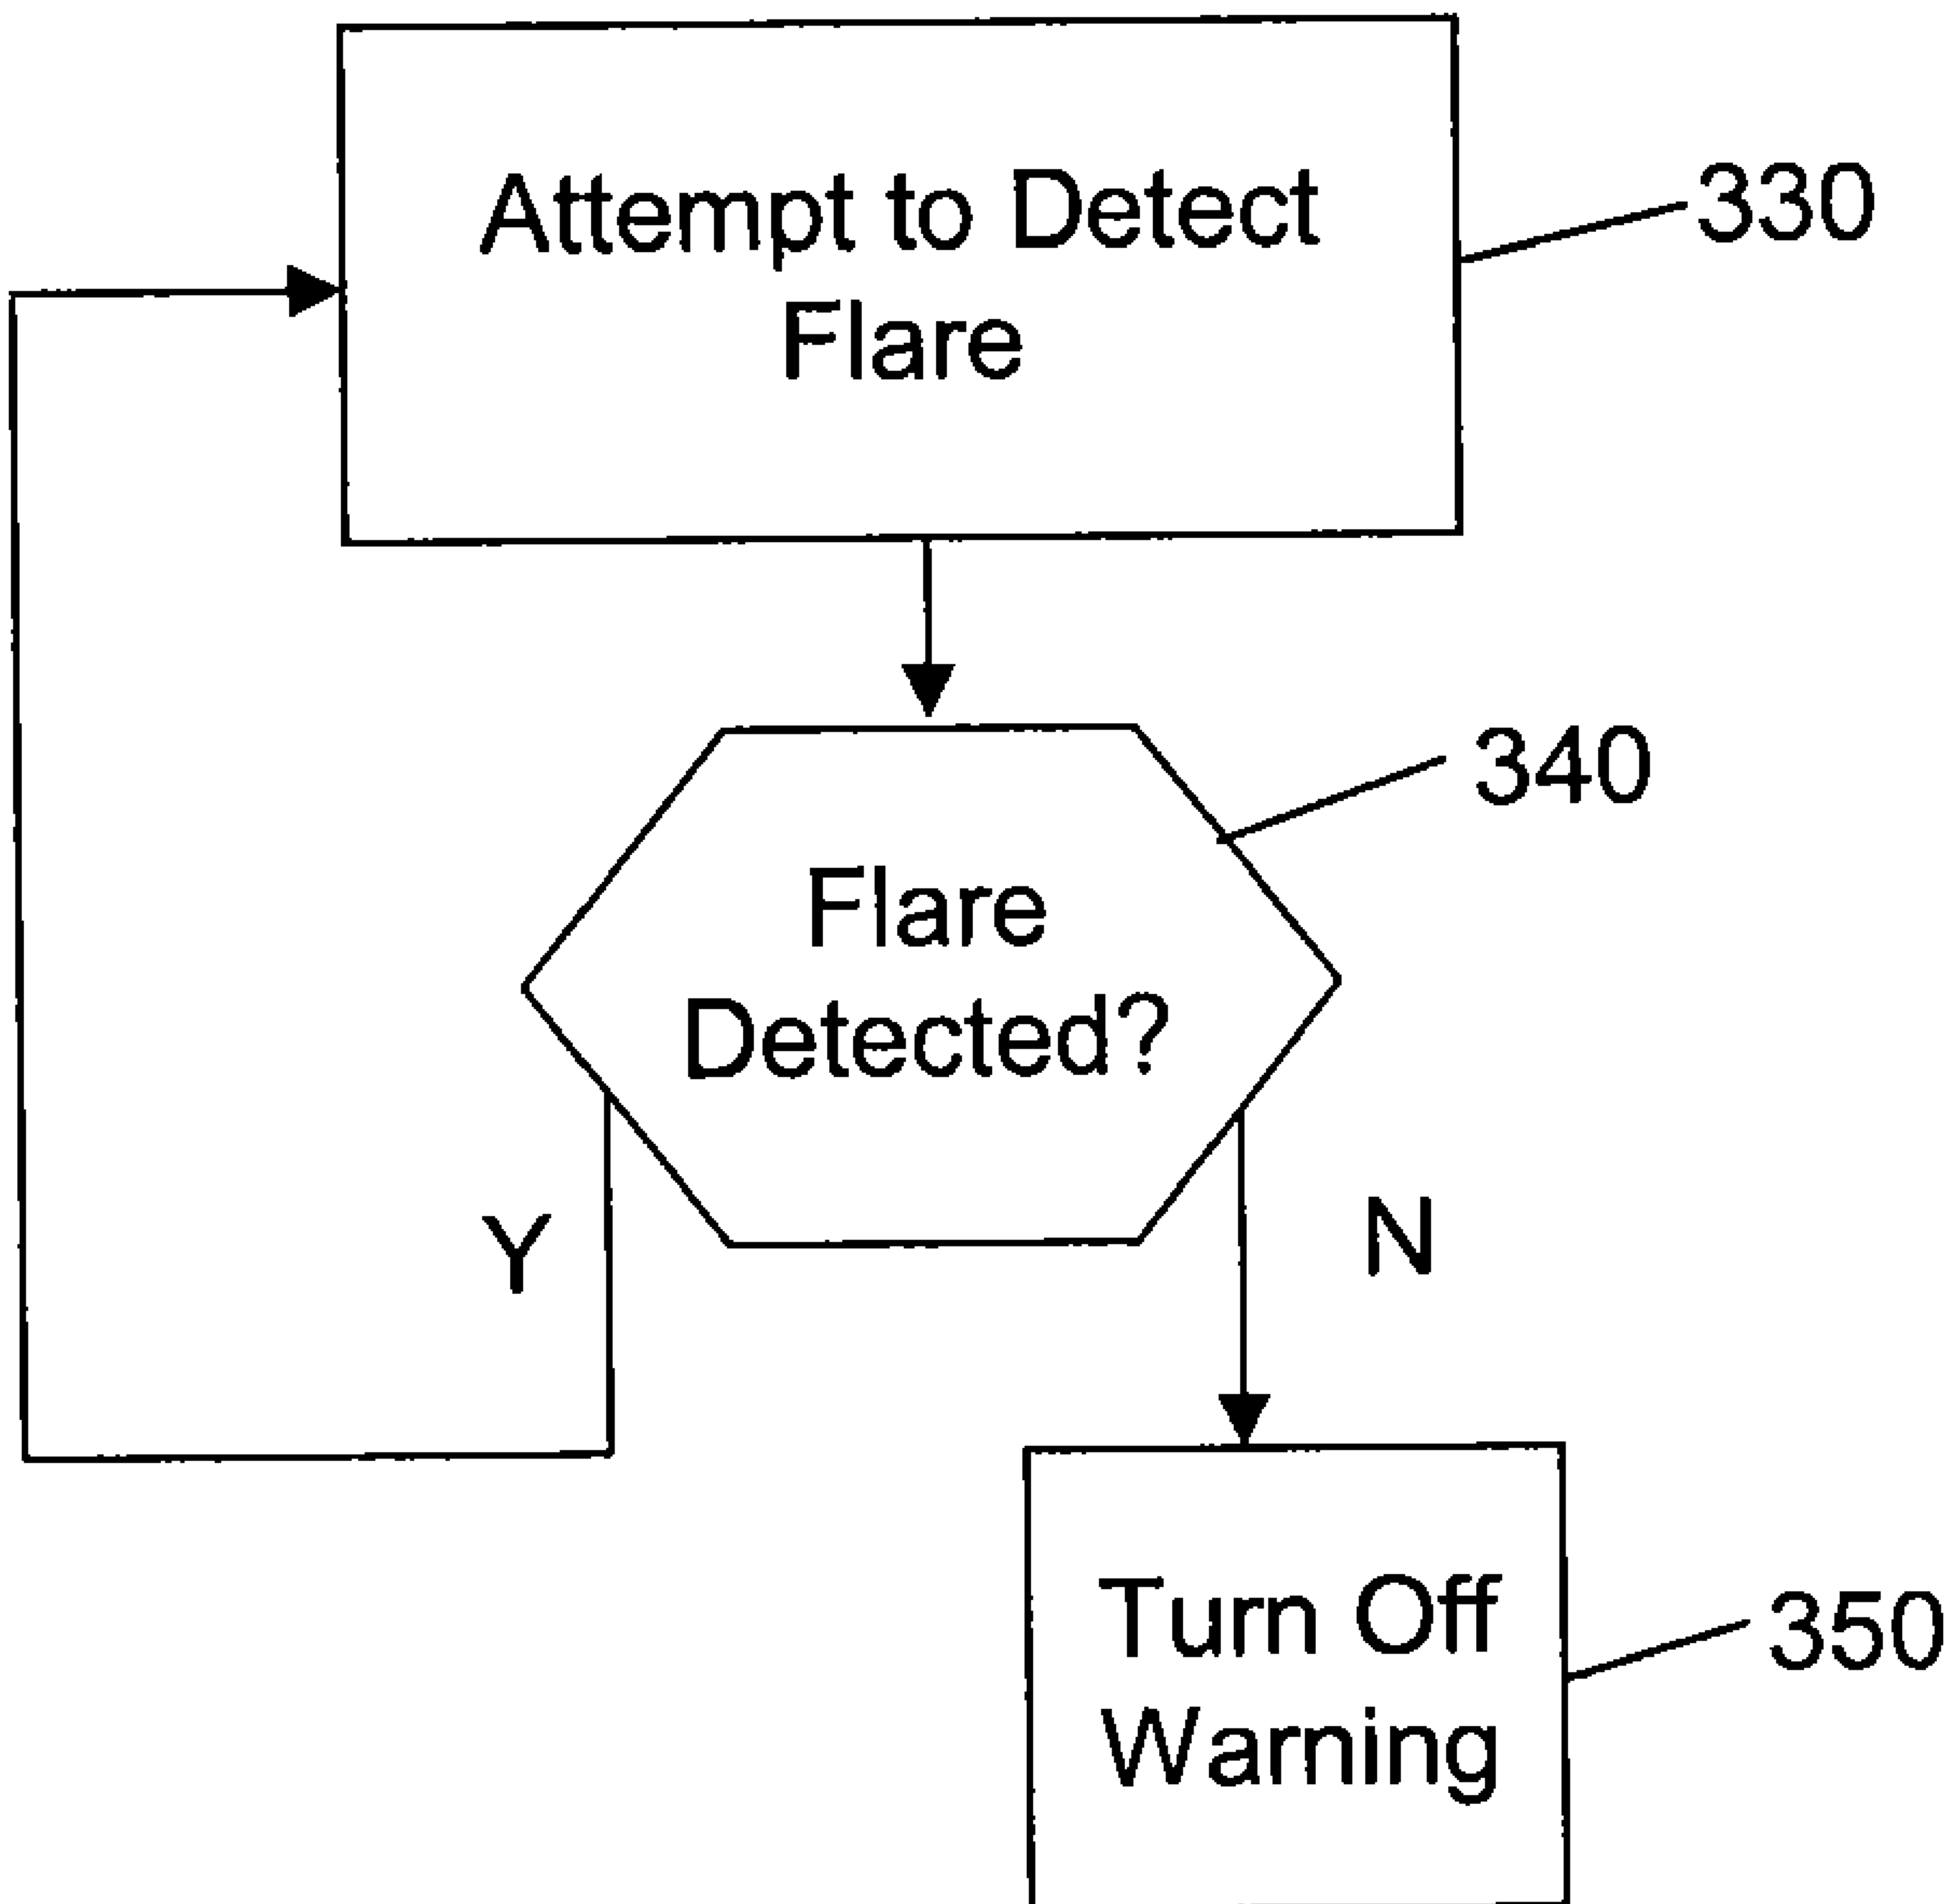 Attempt to Detect
Flare
330
Flare
Detected?
340
Y
N
Turn Off
Warning
350